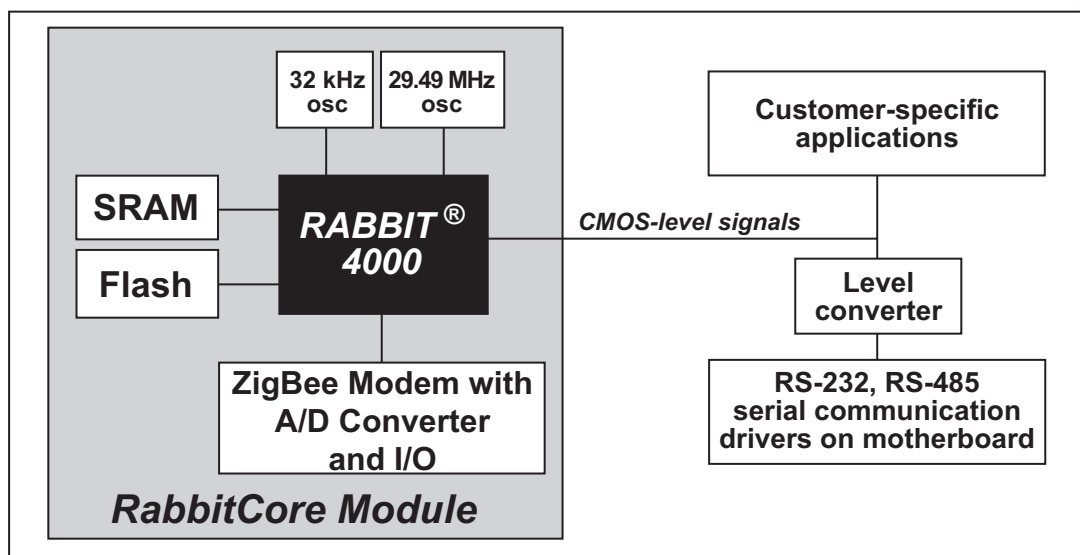 32 kHz
osc
29.49 MHz
osc
SRAM
Flash
RABBIT ®
4000
ZigBee Modem with
A/D Converter
and I/O
RabbitCore Module
CMOS-level signals
Customer-specific
applications
Level
converter
RS-232, RS-485
serial communication
drivers on motherboard